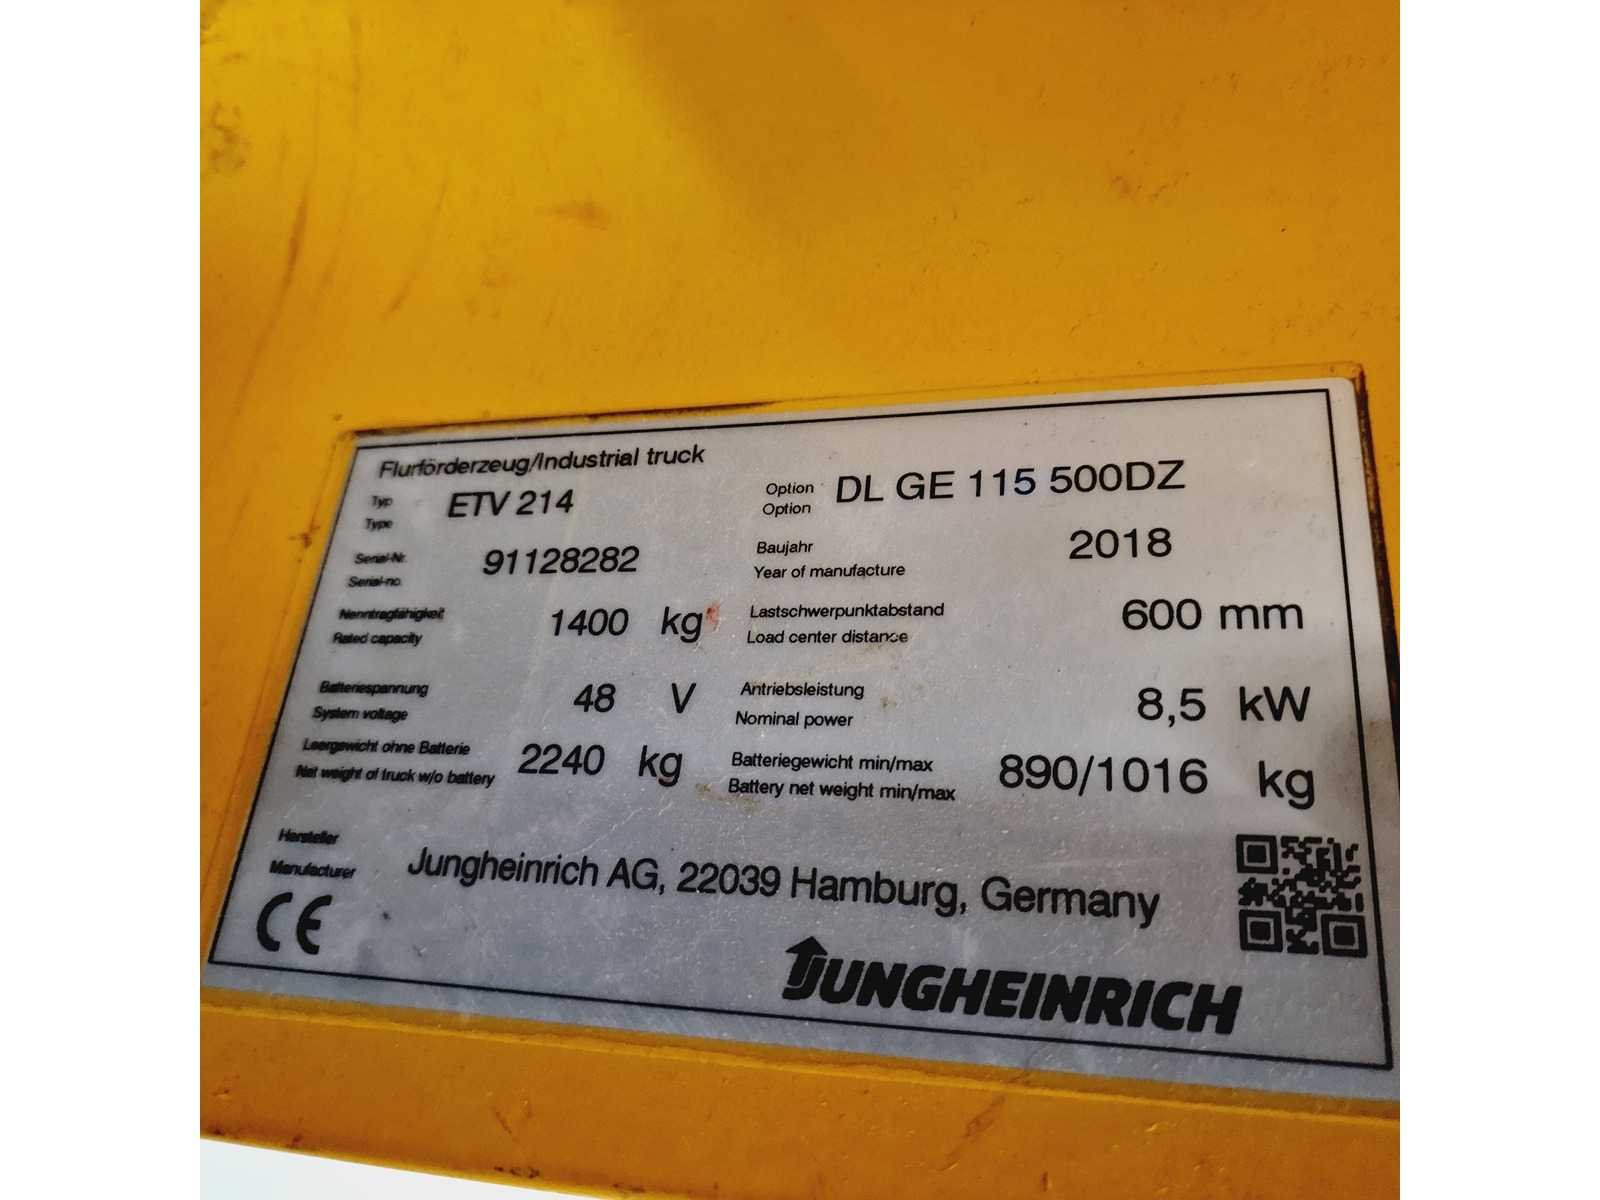 Flurförderzeug/Industrial truck
Typ
Type
ETV 214
Option
Option
DL GE 115 500DZ
Serial-Nr.
Serial-no.
91128282
Baujahr
Year of manufacture
2018
Nenntragfähigkeit
Rated capacity
1400 kg
Lastschwerpunktabstand
Load center distance
600 mm
Batteriespannung
System voltage
48 V
Antriebsleistung
Nominal power
8,5 kW
Leergewicht ohne Batterie
Net weight of truck w/o battery
2240 kg
Batteriegewicht min/max
Battery net weight min/max
890/1016 kg
Hersteller
Manufacturer
Jungheinrich AG, 22039 Hamburg, Germany
CE
JUNGHEINRICH